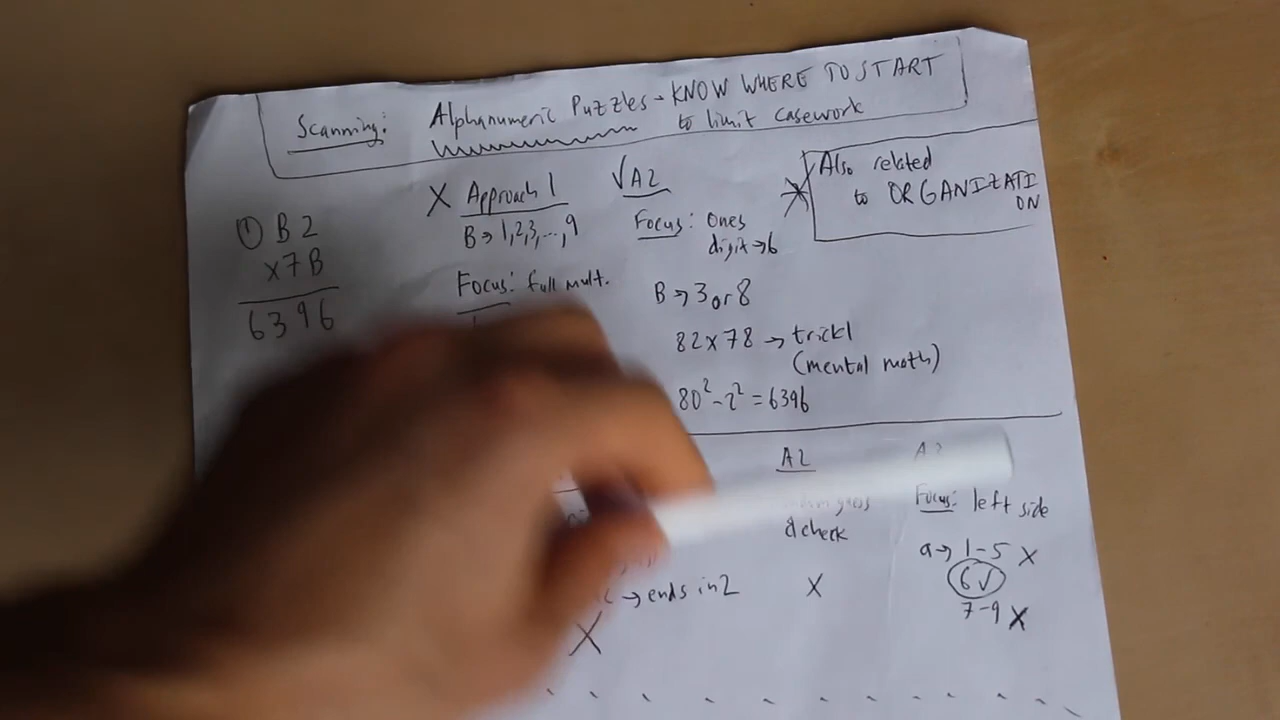 Scanning:
Alphanumeric Puzzles → KNOW WHERE TO START
to limit casework
Also related
to ORGANIZATI
ON
① B 2
x 7 B
6 3 9 6
X Approach 1
B → 1,2,3,...,9
Focus: full mult.
√ A2
Focus: Ones
digit → 6
B → 3 or 8
82 x 78 → trick!
(mental math)
80² - 2² = 6396
ends in 2
X
A2
& check
X
Focus: left side
a → 1-5 X
6 √
7-9 X